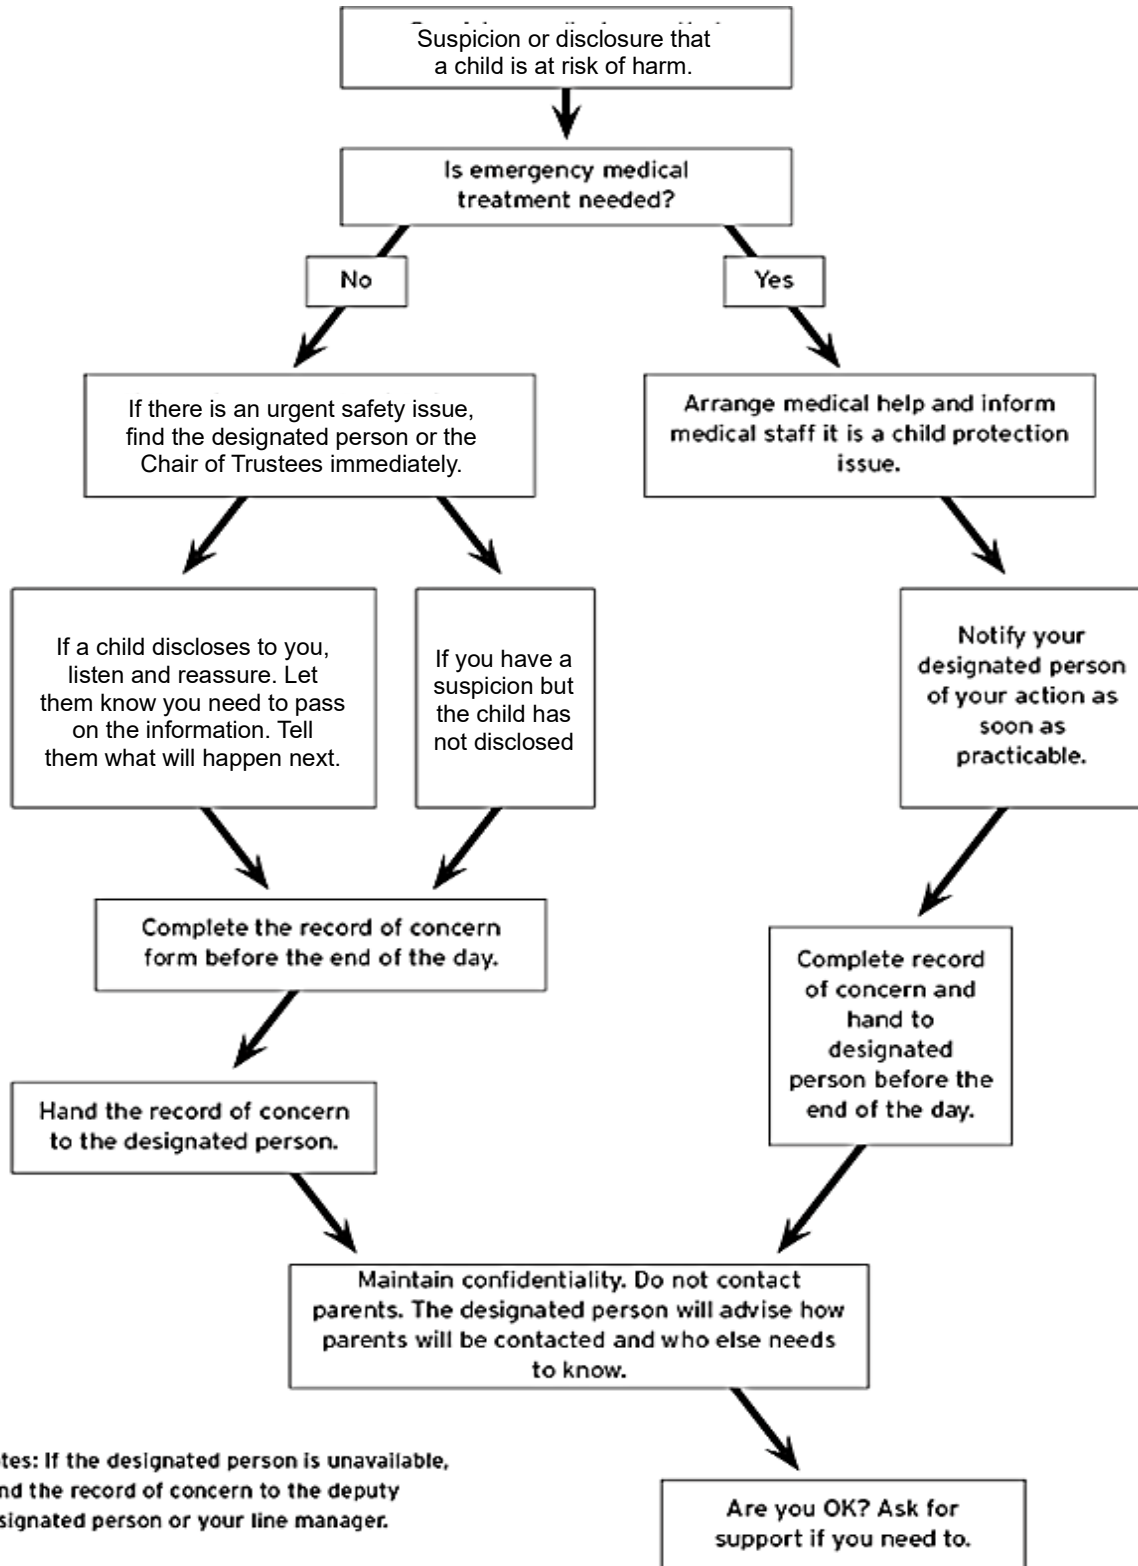 Suspicion or disclosure that
a child is at risk of harm.
Is emergency medical
treatment needed?
No
Yes
If there is an urgent safety issue,
find the designated person or the
Chair of Trustees immediately.
Arrange medical help and inform
medical staff it is a child protection
issue.
If a child discloses to you,
listen and reassure. Let
them know you need to pass
on the information. Tell
them what will happen next.
If you have a
suspicion but
the child has
not disclosed
Notify your
designated person
of your action as
soon as
practicable.
Complete the record of concern
form before the end of the day.
Complete record
of concern and
hand to
designated
person before the
end of the day.
Hand the record of concern
to the designated person.
Maintain confidentiality. Do not contact
parents. The designated person will advise how
parents will be contacted and who else needs
to know.
tes: If the designated person is unavailable,
nd the record of concern to the deputy
signated person or your line manager.
Are you OK? Ask for
support if you need to.